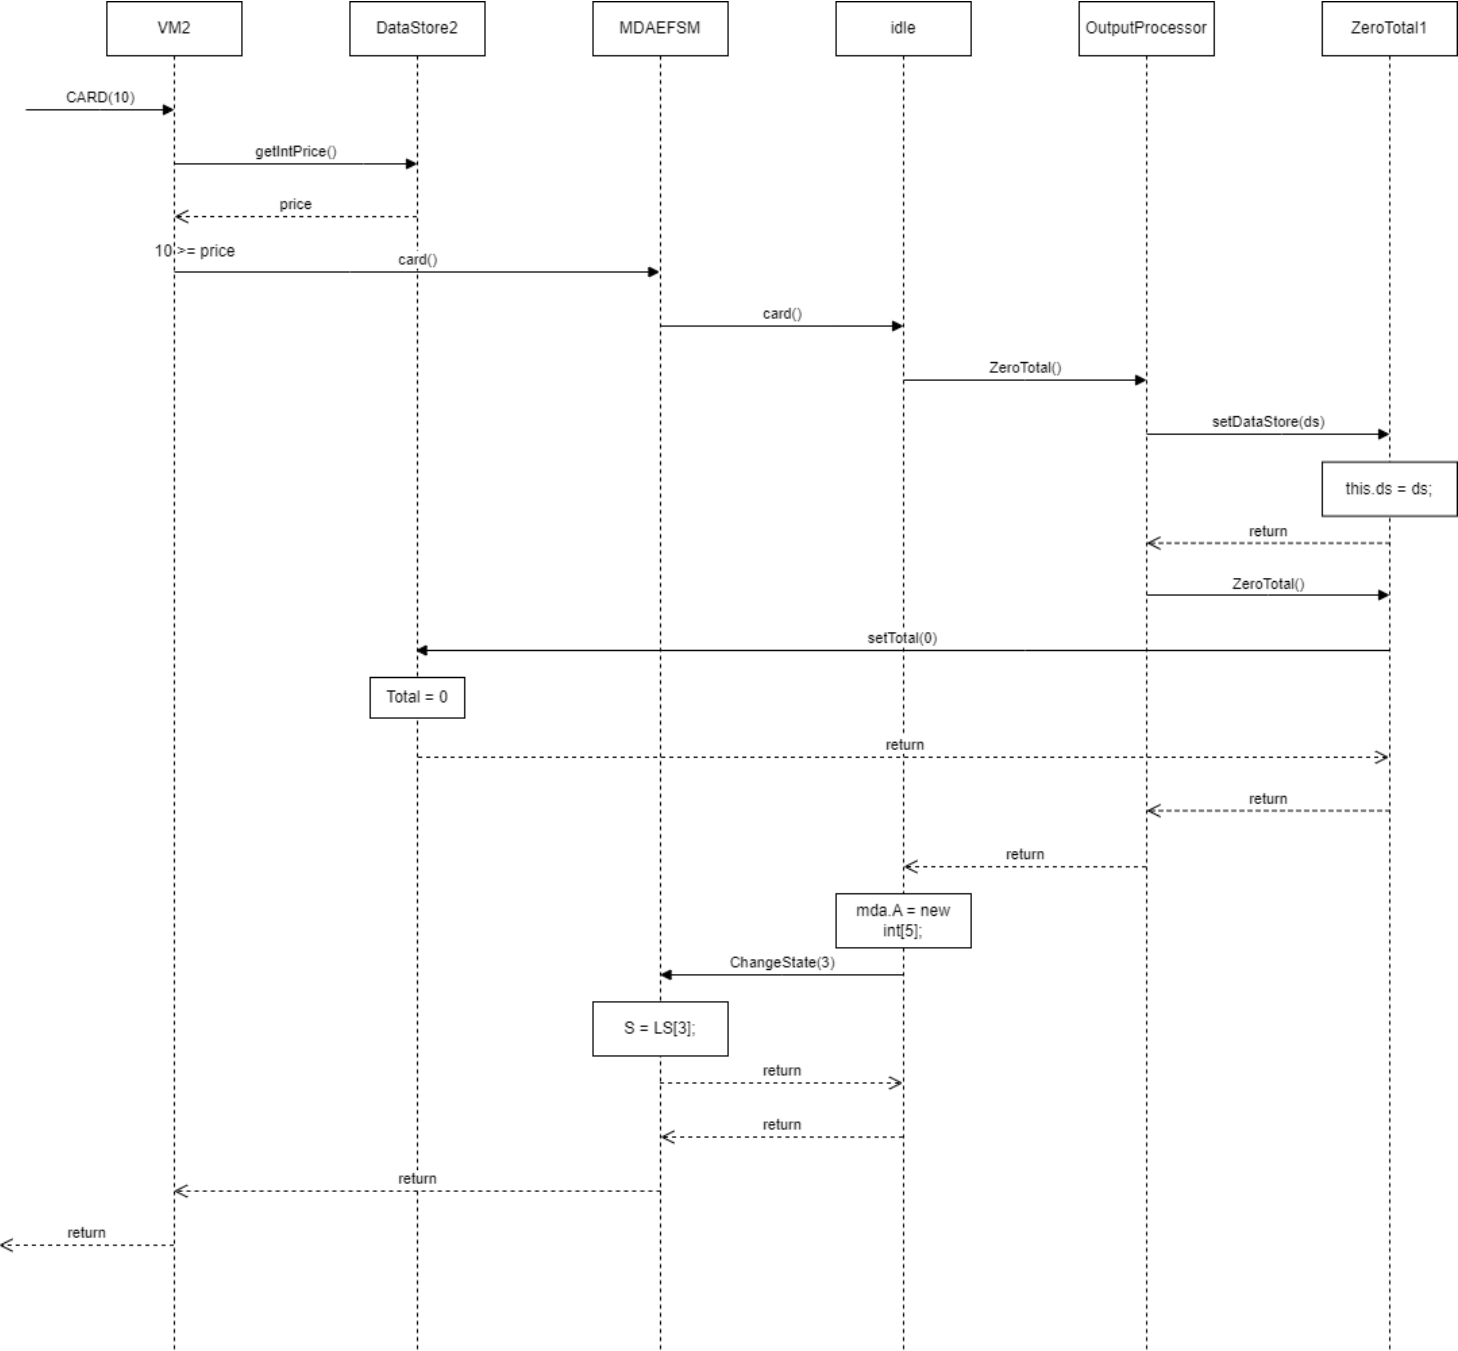 VM2
DataStore2
MDAEFSM
idle
OutputProcessor
ZeroTotal1
CARD(10)
getIntPrice()
price
10 >= price
card()
card()
ZeroTotal()
setDataStore(ds)
this.ds = ds;
return
ZeroTotal()
setTotal(0)
Total = 0
return
return
return
mda.A = new
int[5];
ChangeState(3)
S = LS[3];
return
return
return
return